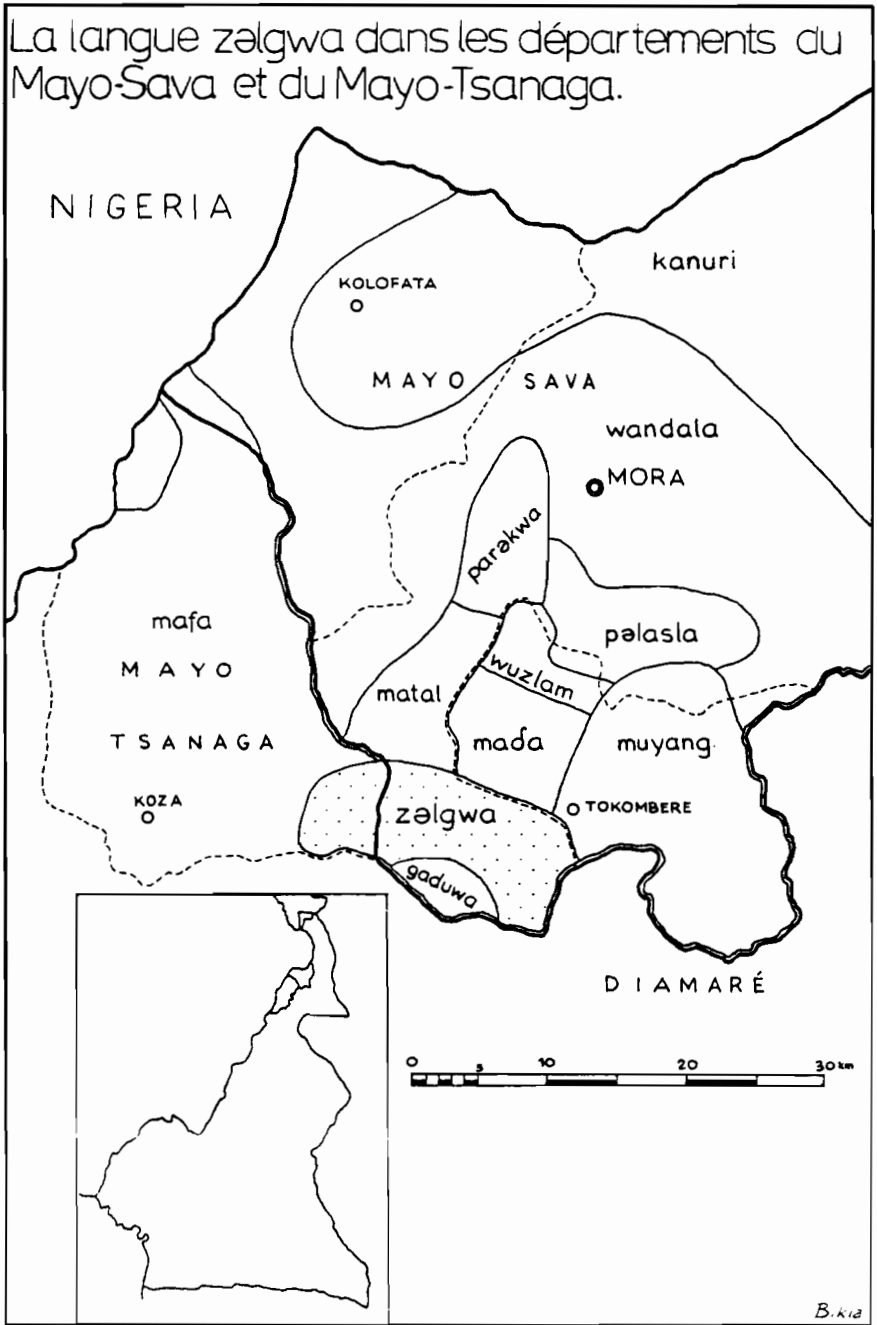 La langue zəlgwa dans les départements du
Mayo-Sava et du Mayo-Tsanaga.
NIGERIA
kanuri
KOLOFATA
MAYO SAVA
wandala
MORA
parəkwa
mafa
pəlasla
MAYO
wuzlam
matal
TSANAGA
maɗa
muyang
KOZA
zəlgwa
TOKOMBERE
gaduwa
DIAMARÉ
0 5 10 20 30 km
B.kia